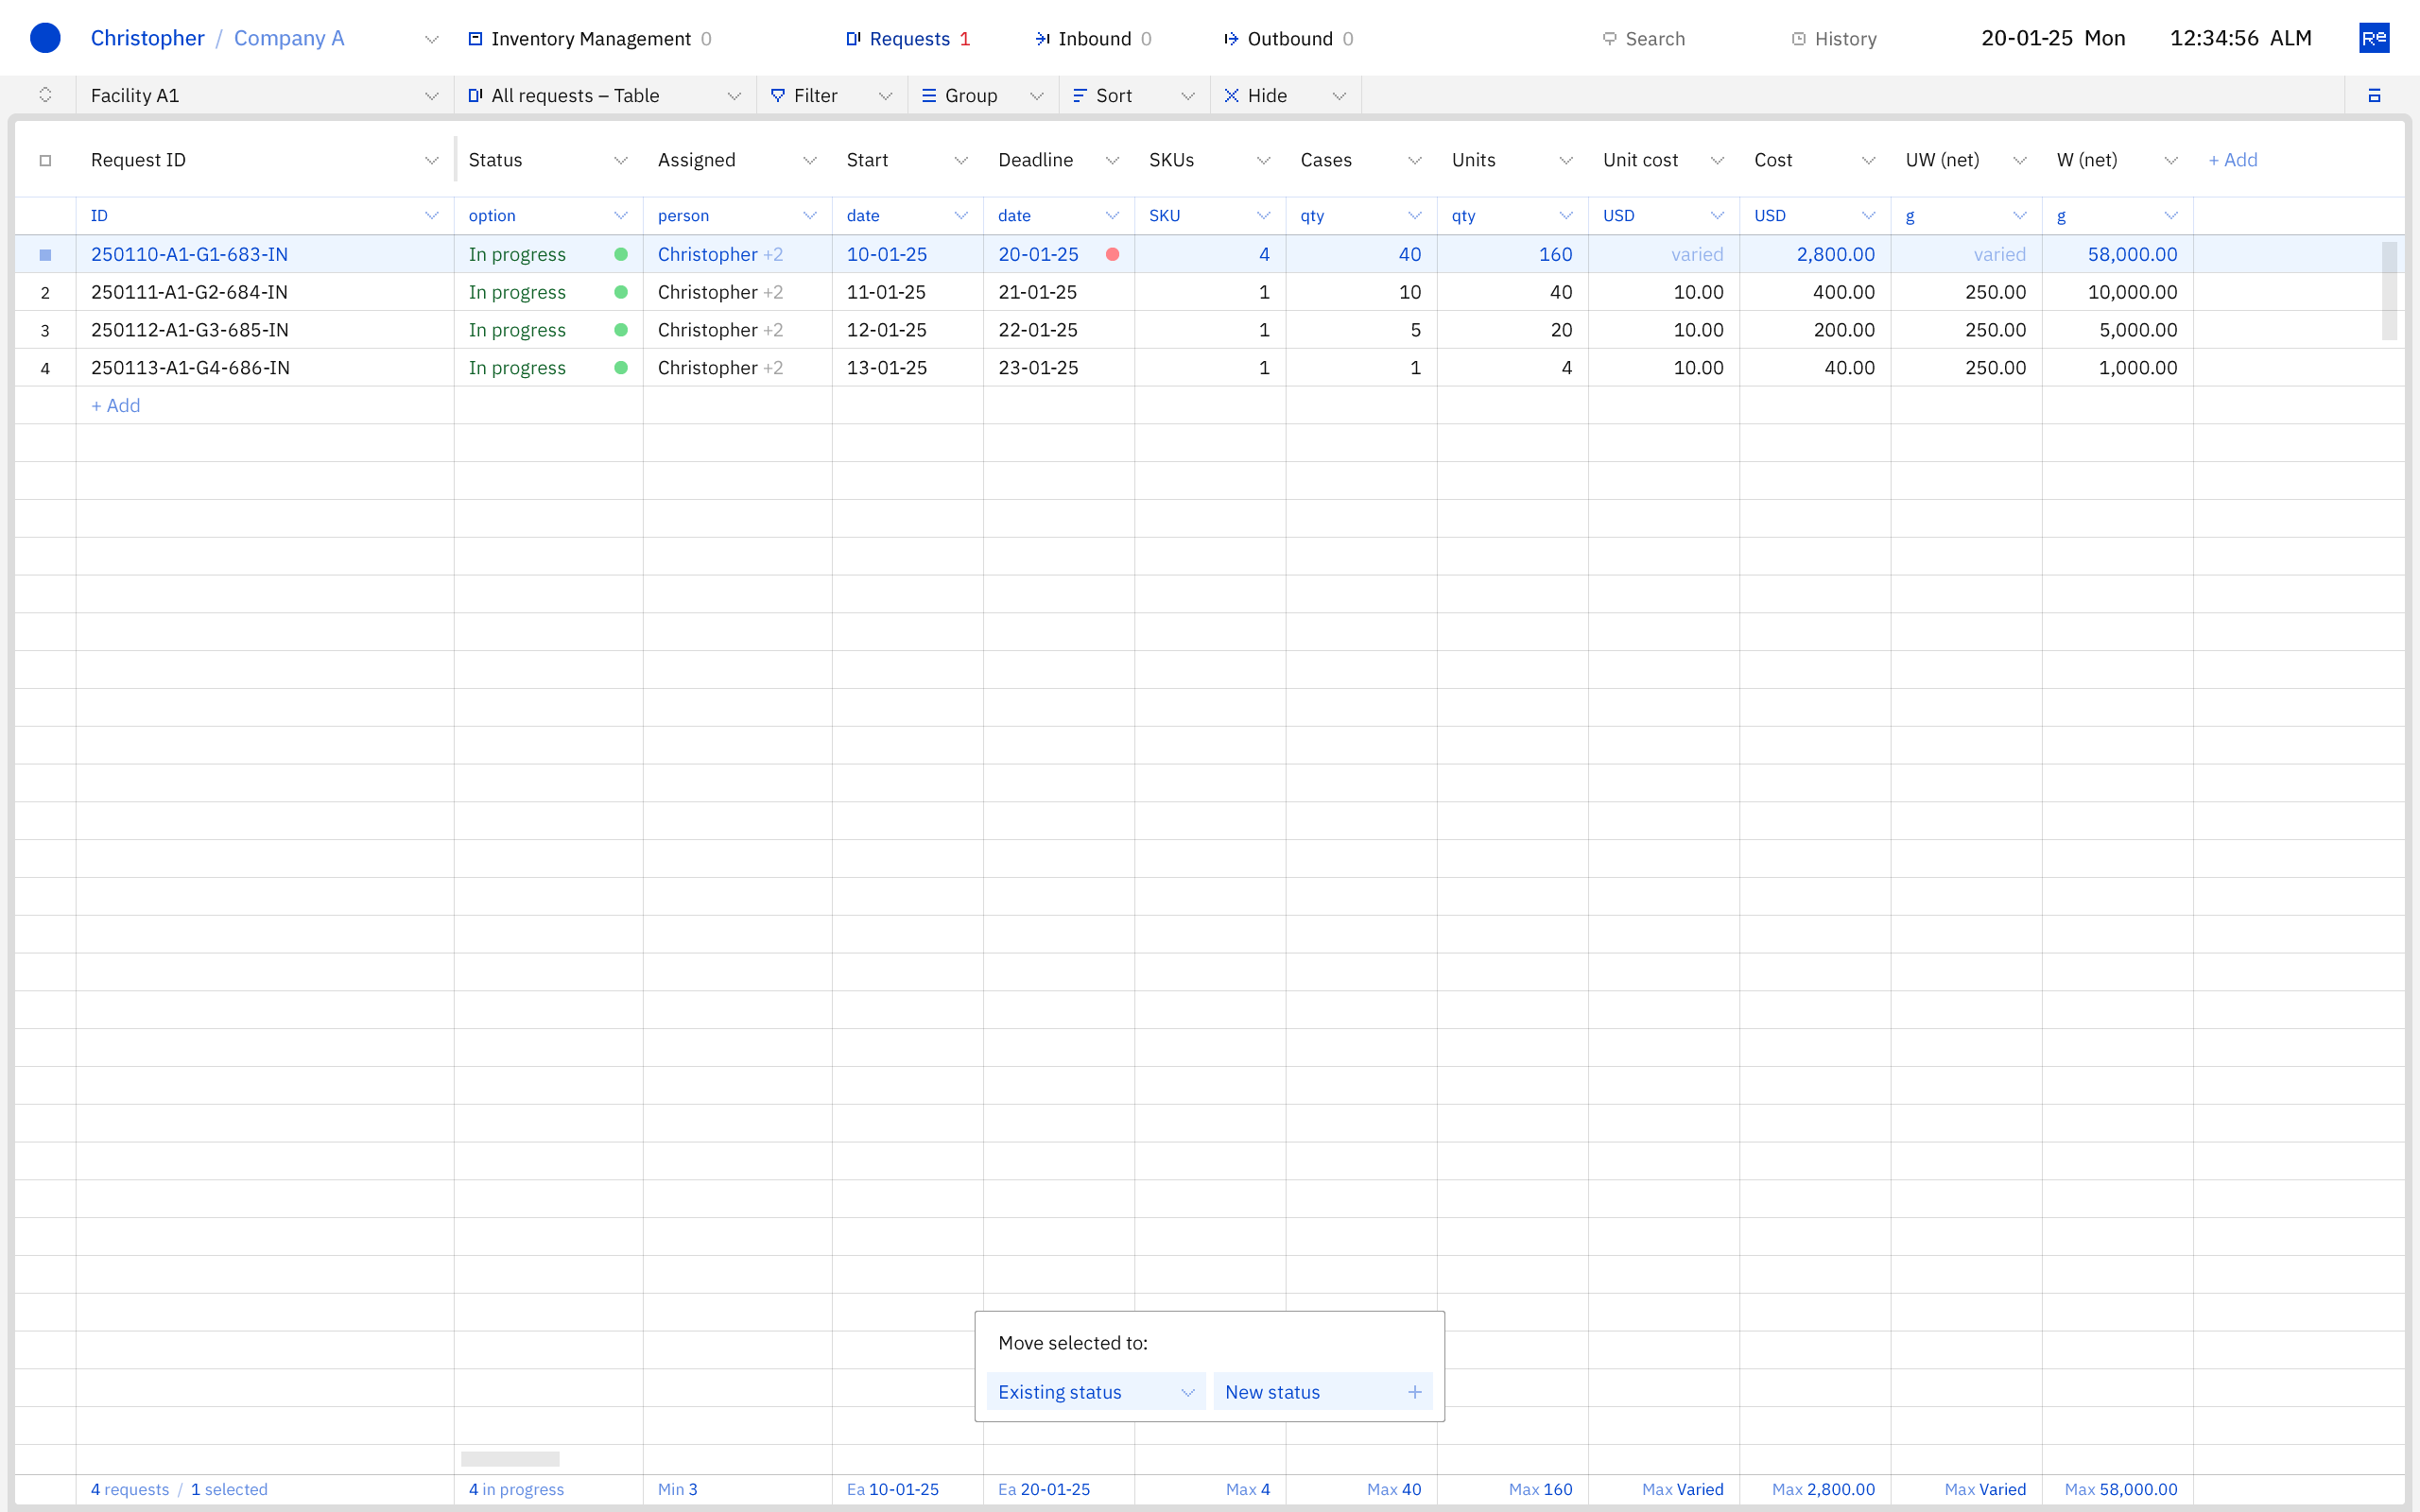 Christopher / Company A Inventory Management 0 Requests 1 Inbound 0 Outbound 0 Search History 20-01-25 Mon 12:34:56 ALM Re
Facility A1 All requests – Table Filter Group Sort Hide
Request ID Status Assigned Start Deadline SKUs Cases Units Unit cost Cost UW (net) W (net) + Add
ID option person date date SKU qty qty USD USD g g
250110-A1-G1-683-IN In progress Christopher +2 10-01-25 20-01-25 4 40 160 varied 2,800.00 varied 58,000.00
2 250111-A1-G2-684-IN In progress Christopher +2 11-01-25 21-01-25 1 10 40 10.00 400.00 250.00 10,000.00
3 250112-A1-G3-685-IN In progress Christopher +2 12-01-25 22-01-25 1 5 20 10.00 200.00 250.00 5,000.00
4 250113-A1-G4-686-IN In progress Christopher +2 13-01-25 23-01-25 1 1 4 10.00 40.00 250.00 1,000.00
+ Add
Move selected to:
Existing status New status +
4 requests / 1 selected 4 in progress Min 3 Ea 10-01-25 Ea 20-01-25 Max 4 Max 40 Max 160 Max Varied Max 2,800.00 Max Varied Max 58,000.00